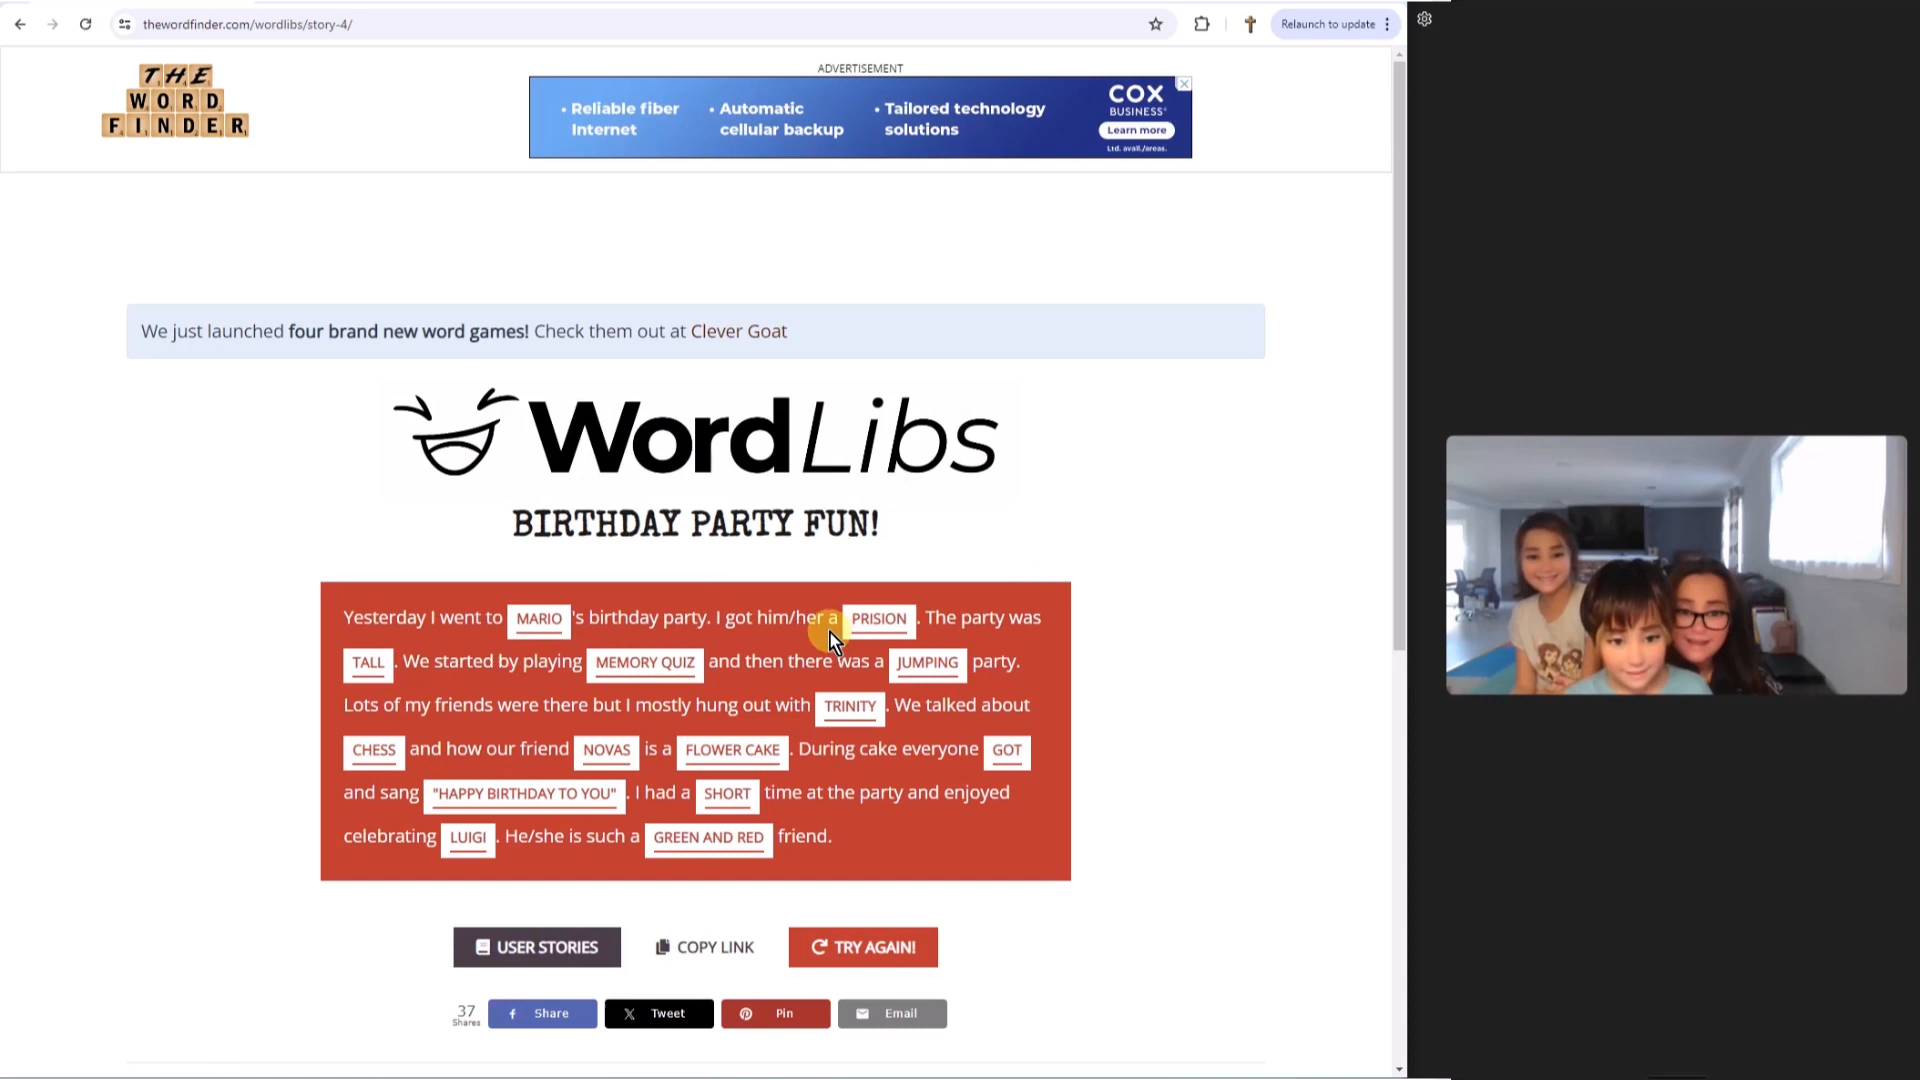 thewordfinder.com/wordlibs/story-4/
Relaunch to update
THE
WORD
FINDER
ADVERTISEMENT
• Reliable fiber Internet
• Automatic cellular backup
• Tailored technology solutions
COX
BUSINESS
Learn more
Ltd. avail./areas.
We just launched four brand new word games! Check them out at Clever Goat
WordLibs
BIRTHDAY PARTY FUN!
Yesterday I went to MARIO 's birthday party. I got him/her a PRISION . The party was
TALL . We started by playing MEMORY QUIZ and then there was a JUMPING party.
Lots of my friends were there but I mostly hung out with TRINITY . We talked about
CHESS and how our friend NOVAS is a FLOWER CAKE . During cake everyone GOT
and sang "HAPPY BIRTHDAY TO YOU" . I had a SHORT time at the party and enjoyed
celebrating LUIGI . He/she is such a GREEN AND RED friend.
USER STORIES COPY LINK TRY AGAIN!
37
Shares
Share Tweet Pin Email